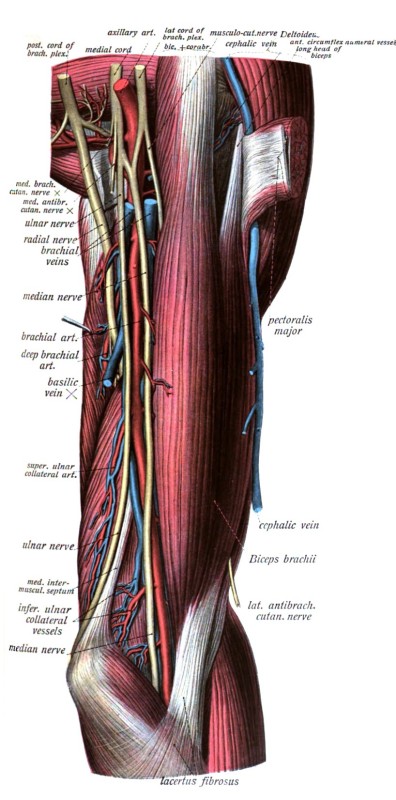 axillary art.
lat cord of
brach. plex.
musculo-cut.nerve
Deltoides.
post. cord of
brach. plex.
medial cord
bic. + corabr.
cephalic vein
ant. circumflex numeral vessels
long head of
biceps
med. brach.
cutan. nerve X
med. antibr.
cutan. nerve X
ulnar nerve
radial nerve
brachial
veins
median nerve
pectoralis
major
brachial art.
deep brachial
art.
basilic
vein X
super. ulnar
collateral art.
cephalic vein
ulnar nerve
Biceps brachii
med. inter-
muscul. septum
infer. ulnar
collateral
vessels
lat. antibrach.
cutan. nerve
median nerve
lacertus fibrosus